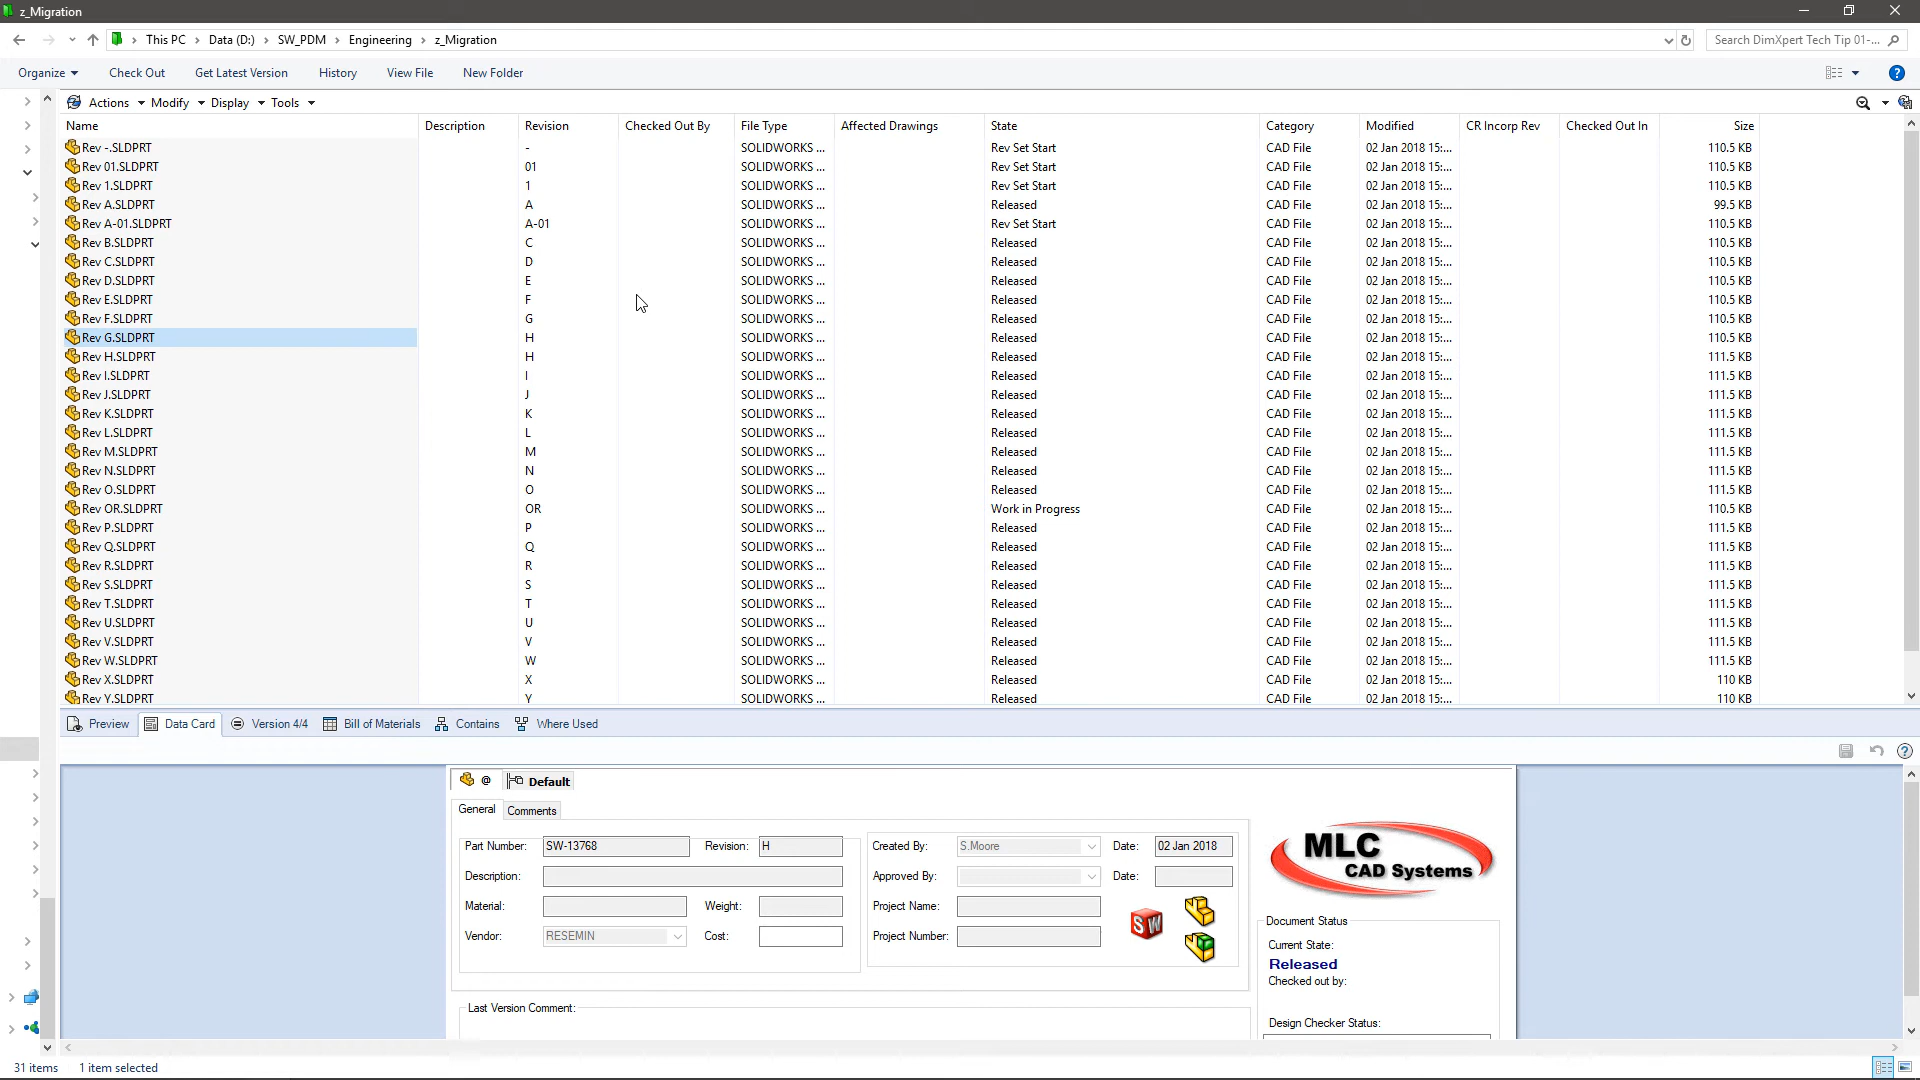 z_Migration
This PC > Data (D:) > SW_PDM > Engineering > z_Migration
Search DimXpert Tech Tip 01-...
Organize Check Out Get Latest Version History View File New Folder
Actions Modify Display Tools
Name Description Revision Checked Out By File Type Affected Drawings State Category Modified CR Incorp Rev Checked Out In Size
Rev -.SLDPRT - SOLIDWORKS ... Rev Set Start CAD File 02 Jan 2018 15:... 110.5 KB
Rev 01.SLDPRT 01 SOLIDWORKS ... Rev Set Start CAD File 02 Jan 2018 15:... 110.5 KB
Rev 1.SLDPRT 1 SOLIDWORKS ... Rev Set Start CAD File 02 Jan 2018 15:... 110.5 KB
Rev A.SLDPRT A SOLIDWORKS ... Released CAD File 02 Jan 2018 15:... 99.5 KB
Rev A-01.SLDPRT A-01 SOLIDWORKS ... Rev Set Start CAD File 02 Jan 2018 15:... 110.5 KB
Rev B.SLDPRT C SOLIDWORKS ... Released CAD File 02 Jan 2018 15:... 110.5 KB
Rev C.SLDPRT D SOLIDWORKS ... Released CAD File 02 Jan 2018 15:... 110.5 KB
Rev D.SLDPRT E SOLIDWORKS ... Released CAD File 02 Jan 2018 15:... 110.5 KB
Rev E.SLDPRT F SOLIDWORKS ... Released CAD File 02 Jan 2018 15:... 110.5 KB
Rev F.SLDPRT G SOLIDWORKS ... Released CAD File 02 Jan 2018 15:... 110.5 KB
Rev G.SLDPRT H SOLIDWORKS ... Released CAD File 02 Jan 2018 15:... 110.5 KB
Rev H.SLDPRT H SOLIDWORKS ... Released CAD File 02 Jan 2018 15:... 111.5 KB
Rev I.SLDPRT I SOLIDWORKS ... Released CAD File 02 Jan 2018 15:... 111.5 KB
Rev J.SLDPRT J SOLIDWORKS ... Released CAD File 02 Jan 2018 15:... 111.5 KB
Rev K.SLDPRT K SOLIDWORKS ... Released CAD File 02 Jan 2018 15:... 111.5 KB
Rev L.SLDPRT L SOLIDWORKS ... Released CAD File 02 Jan 2018 15:... 111.5 KB
Rev M.SLDPRT M SOLIDWORKS ... Released CAD File 02 Jan 2018 15:... 111.5 KB
Rev N.SLDPRT N SOLIDWORKS ... Released CAD File 02 Jan 2018 15:... 111.5 KB
Rev O.SLDPRT O SOLIDWORKS ... Released CAD File 02 Jan 2018 15:... 111.5 KB
Rev OR.SLDPRT OR SOLIDWORKS ... Work in Progress CAD File 02 Jan 2018 15:... 110.5 KB
Rev P.SLDPRT P SOLIDWORKS ... Released CAD File 02 Jan 2018 15:... 111.5 KB
Rev Q.SLDPRT Q SOLIDWORKS ... Released CAD File 02 Jan 2018 15:... 111.5 KB
Rev R.SLDPRT R SOLIDWORKS ... Released CAD File 02 Jan 2018 15:... 111.5 KB
Rev S.SLDPRT S SOLIDWORKS ... Released CAD File 02 Jan 2018 15:... 111.5 KB
Rev T.SLDPRT T SOLIDWORKS ... Released CAD File 02 Jan 2018 15:... 111.5 KB
Rev U.SLDPRT U SOLIDWORKS ... Released CAD File 02 Jan 2018 15:... 111.5 KB
Rev V.SLDPRT V SOLIDWORKS ... Released CAD File 02 Jan 2018 15:... 111.5 KB
Rev W.SLDPRT W SOLIDWORKS ... Released CAD File 02 Jan 2018 15:... 111.5 KB
Rev X.SLDPRT X SOLIDWORKS ... Released CAD File 02 Jan 2018 15:... 110 KB
Rev Y.SLDPRT Y SOLIDWORKS ... Released CAD File 02 Jan 2018 15:... 110 KB
Preview Data Card Version 4/4 Bill of Materials Contains Where Used
@ Default
General Comments
Part Number: SW-13768 Revision: H Created By: S.Moore Date: 02 Jan 2018
Description: Approved By: Date:
Material: Weight: Project Name:
Vendor: RESEMIN Cost: Project Number:
SW
MLC
CAD Systems
Document Status
Current State:
Released
Checked out by:
Last Version Comment:
Design Checker Status:
31 items 1 item selected